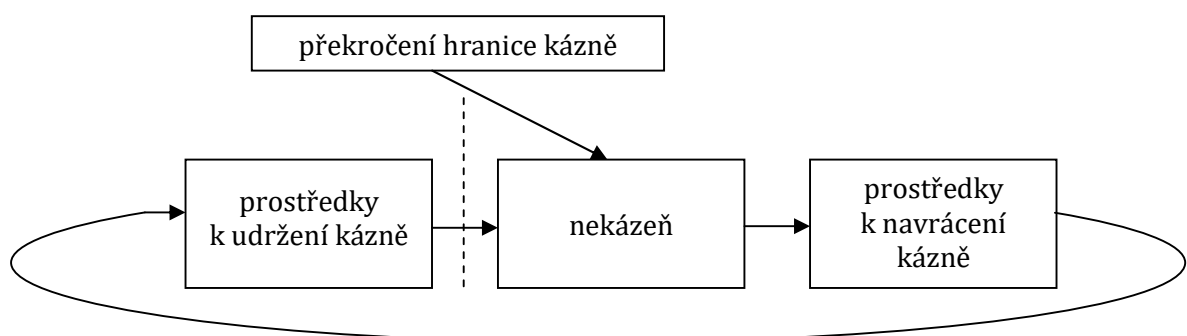 překročení hranice kázně
prostředky
k udržení kázně
nekázeň
prostředky
k navrácení
kázně